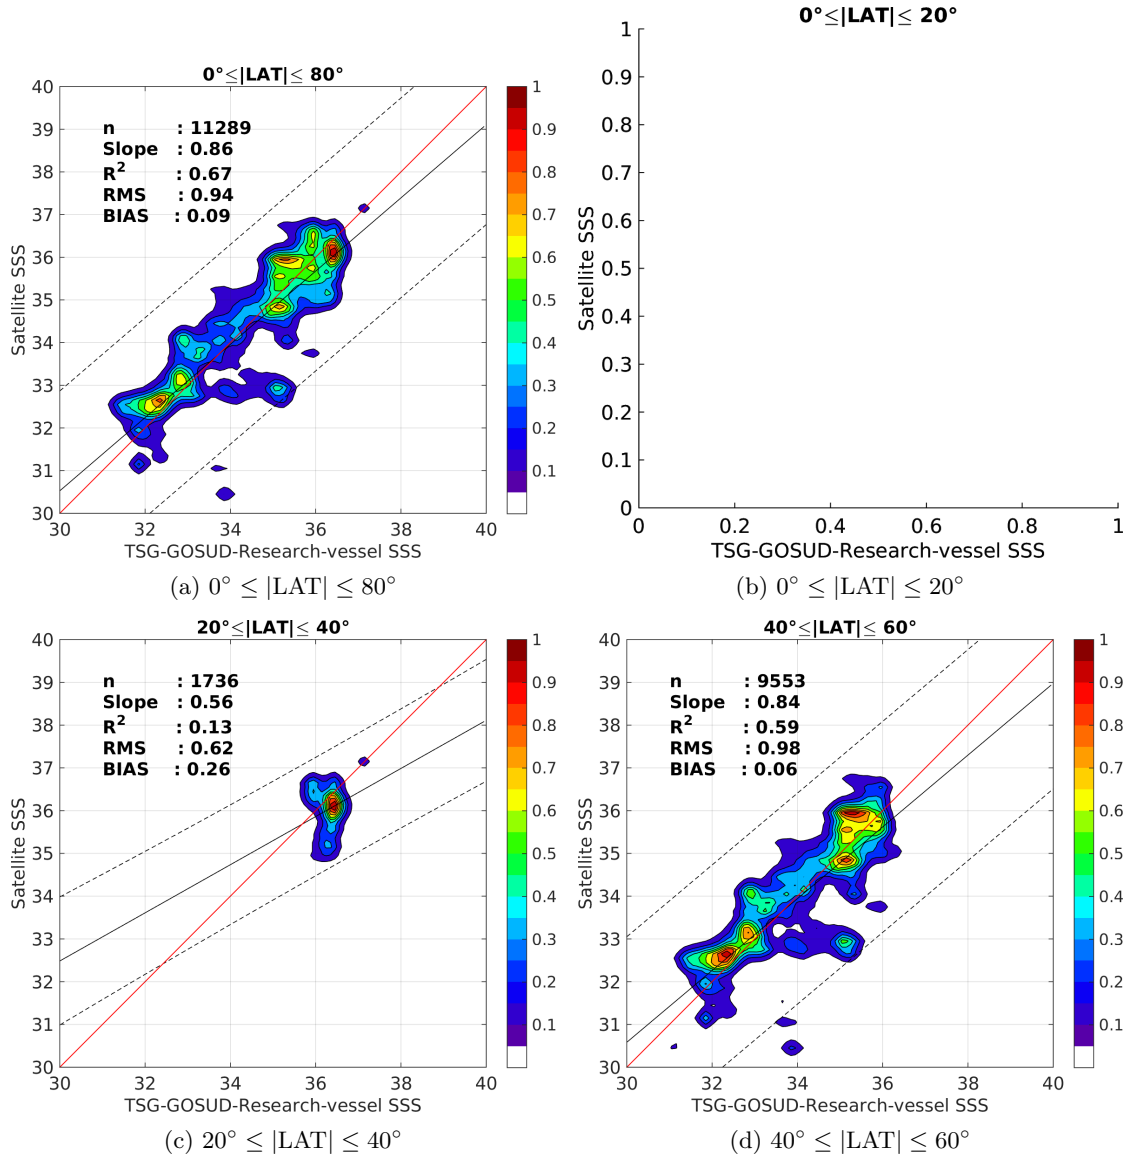 0°≤|LAT|≤ 80°
40
39
38
37
36
35
34
33
32
31
30
Satellite SSS
n : 11289
Slope : 0.86
R² : 0.67
RMS : 0.94
BIAS : 0.09
30 32 34 36 38 40
TSG-GOSUD-Research-vessel SSS
1
0.9
0.8
0.7
0.6
0.5
0.4
0.3
0.2
0.1
(a) 0° ≤ |LAT| ≤ 80°
0°≤|LAT|≤ 20°
1
0.9
0.8
0.7
0.6
0.5
0.4
0.3
0.2
0.1
0
Satellite SSS
0 0.2 0.4 0.6 0.8 1
TSG-GOSUD-Research-vessel SSS
(b) 0° ≤ |LAT| ≤ 20°
20°≤|LAT|≤ 40°
40
39
38
37
36
35
34
33
32
31
30
Satellite SSS
n : 1736
Slope : 0.56
R² : 0.13
RMS : 0.62
BIAS : 0.26
30 32 34 36 38 40
TSG-GOSUD-Research-vessel SSS
1
0.9
0.8
0.7
0.6
0.5
0.4
0.3
0.2
0.1
(c) 20° ≤ |LAT| ≤ 40°
40°≤|LAT|≤ 60°
40
39
38
37
36
35
34
33
32
31
30
Satellite SSS
n : 9553
Slope : 0.84
R² : 0.59
RMS : 0.98
BIAS : 0.06
30 32 34 36 38 40
TSG-GOSUD-Research-vessel SSS
1
0.9
0.8
0.7
0.6
0.5
0.4
0.3
0.2
0.1
(d) 40° ≤ |LAT| ≤ 60°